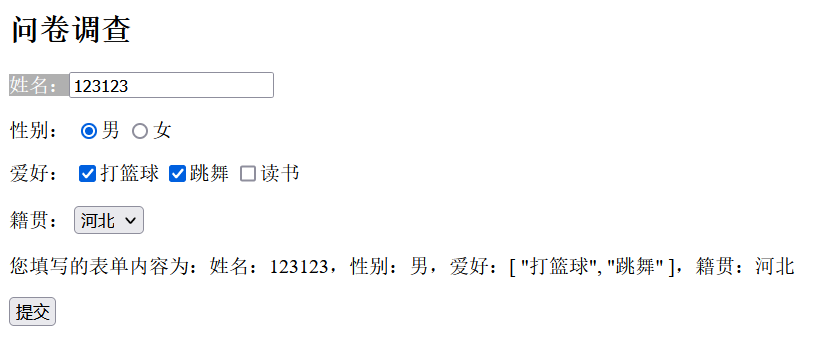 问卷调查
姓名：123123
性别： 男 女
爱好： 打篮球 跳舞 读书
籍贯： 河北
您填写的表单内容为：姓名：123123，性别：男，爱好：[ "打篮球", "跳舞" ]，籍贯：河北
提交